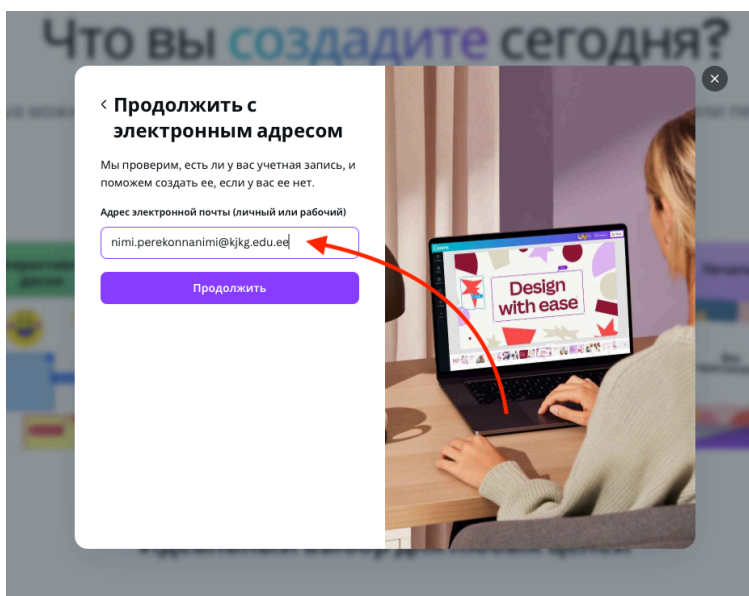 Что вы создадите сегодня?
‹ Продолжить с
электронным адресом
Мы проверим, есть ли у вас учетная запись, и
поможем создать ее, если у вас ее нет.
Адрес электронной почты (личный или рабочий)
nimi.perekonnanimi@kjkg.edu.ee
Продолжить
Design
with ease